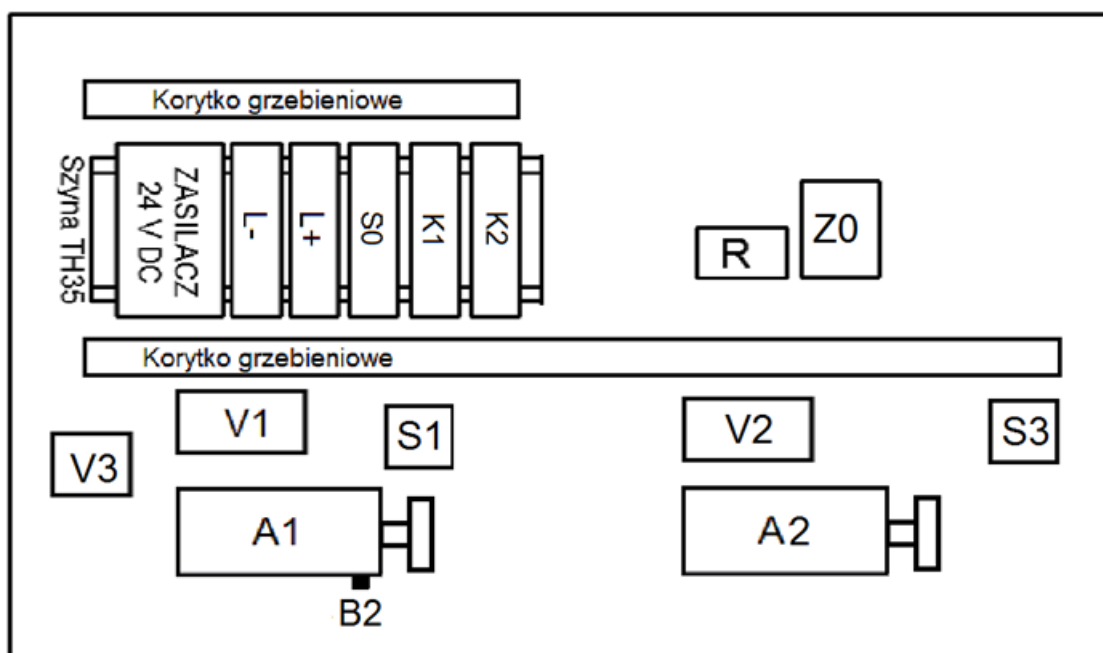 Korytko grzebieniowe
Szyna TH35
ZASILACZ
24 V DC
L-
L+
S0
K1
K2
R
Z0
Korytko grzebieniowe
V1
S1
V2
S3
V3
A1
A2
B2